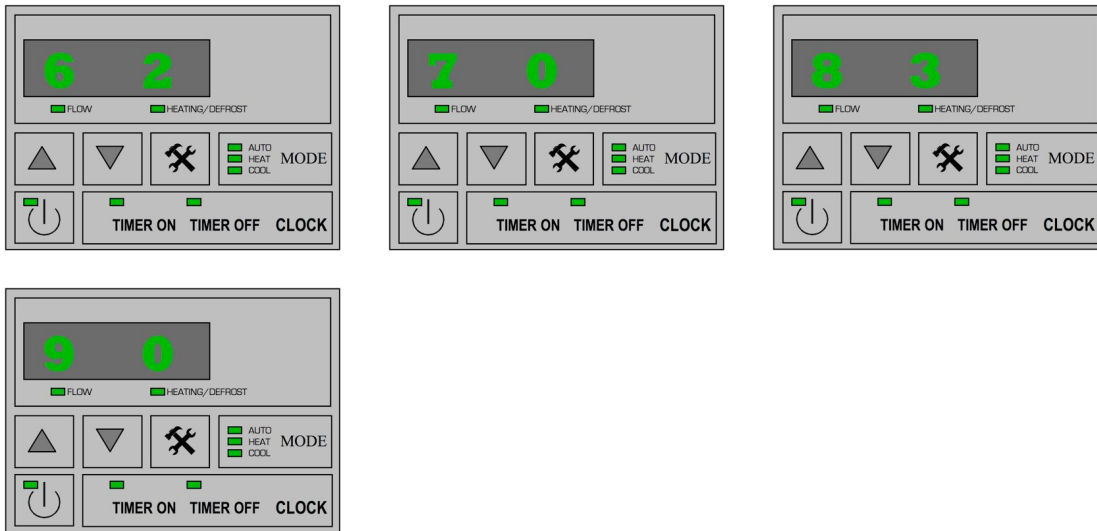 6 2
FLOW HEATING/DEFROST
AUTO
HEAT MODE
COOL
TIMER ON TIMER OFF CLOCK
7 0
FLOW HEATING/DEFROST
AUTO
HEAT MODE
COOL
TIMER ON TIMER OFF CLOCK
8 3
FLOW HEATING/DEFROST
AUTO
HEAT MODE
COOL
TIMER ON TIMER OFF CLOCK
9 0
FLOW HEATING/DEFROST
AUTO
HEAT MODE
COOL
TIMER ON TIMER OFF CLOCK